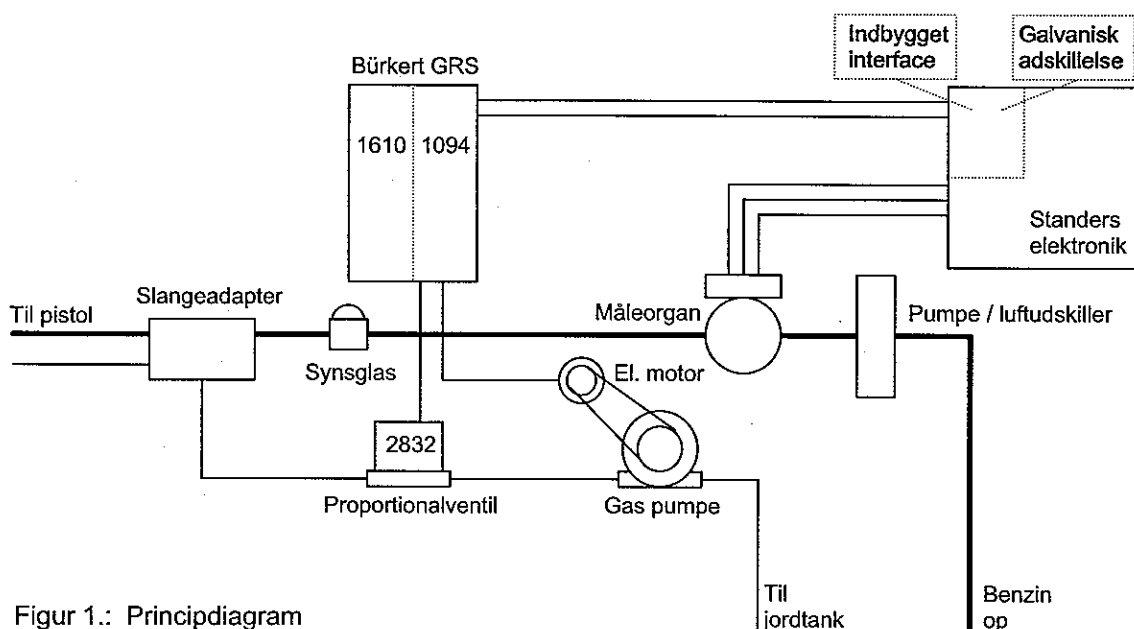 Indbygget
interface
Galvanisk
adskillelse
Bürkert GRS
1610
1094
Standers
elektronik
Til pistol
Slangeadapter
Synsglas
Måleorgan
Pumpe / luftudskiller
El. motor
2832
Proportionalventil
Gas pumpe
Til
jordtank
Benzin
op
Figur 1.: Principdiagram